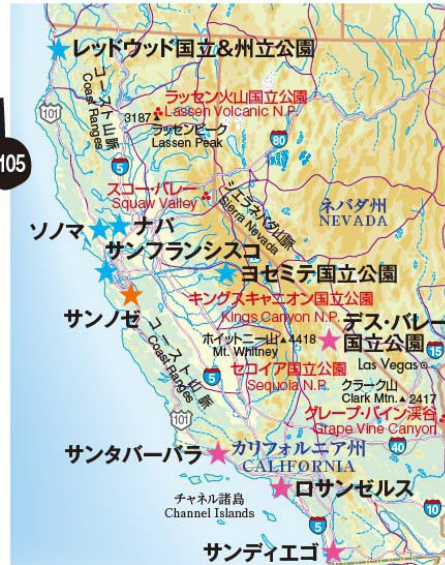 レッドウッド国立&州立公園
101
コースト山脈
Coast Ranges
ラッセン火山国立公園
Lassen Volcanic N.P.
3187▲
ラッセンピーク
Lassen Peak
105
5
80
スコー・バレー
Squaw Valley
シエラネバダ山脈
Sierra Nevada
ネバダ州
NEVADA
ソノマ
ナパ
サンフランシスコ
ヨセミテ国立公園
サンノゼ
キングスキャニオン国立公園
Kings Canyon N.P.
コースト山脈
Coast Ranges
ホイットニー山▲4418
Mt. Whitney
デス・バレー
国立公園
15
セコイア国立公園
Sequoia N.P.
Las Vegas
5
クラーク山
Clark Mtn.▲2417
101
グレープ・バイン渓谷
Grape Vine Canyon
40
サンタバーバラ
カリフォルニア州
CALIFORNIA
チャネル諸島
Channel Islands
ロサンゼルス
5
10
サンディエゴ